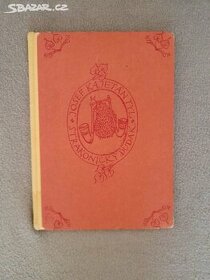 SBAZAR.CZ
JOSEF KAJETÁN TYL
STRAKONICKÝ DUDÁK